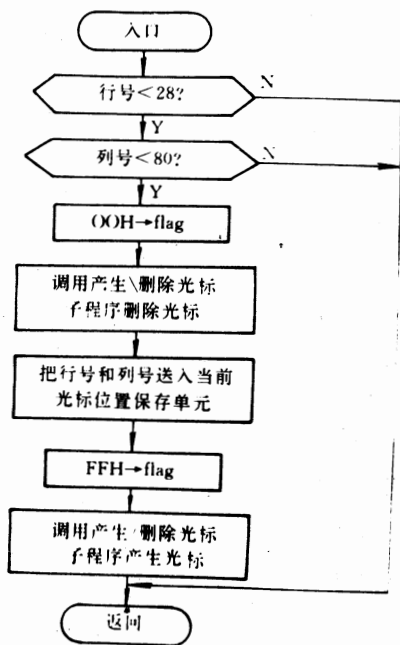 入口
行号<28?
N
Y
列号<80?
N
Y
00H→flag
调用产生\删除光标
子程序删除光标
把行号和列号送入当前
光标位置保存单元
FFH→flag
调用产生/删除光标
子程序产生光标
返回